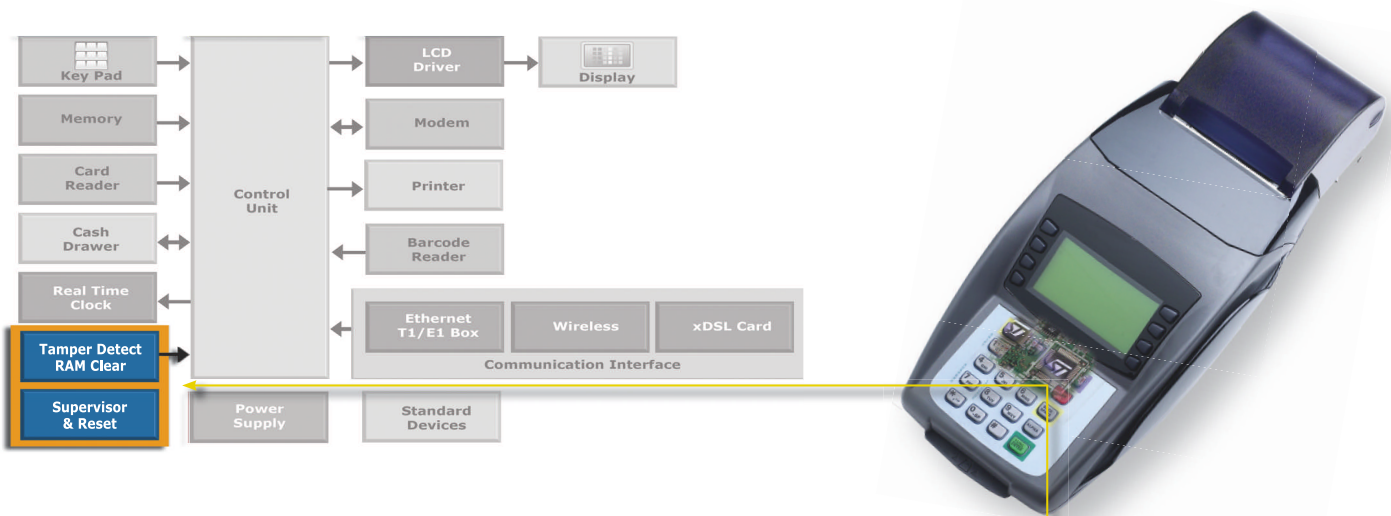 Key Pad
Memory
Card
Reader
Cash
Drawer
Real Time
Clock
Tamper Detect
RAM Clear
Supervisor
& Reset
Control
Unit
Power
Supply
LCD
Driver
Display
Modem
Printer
Barcode
Reader
Ethernet
T1/E1 Box
Wireless
xDSL Card
Communication Interface
Standard
Devices
ST
ST